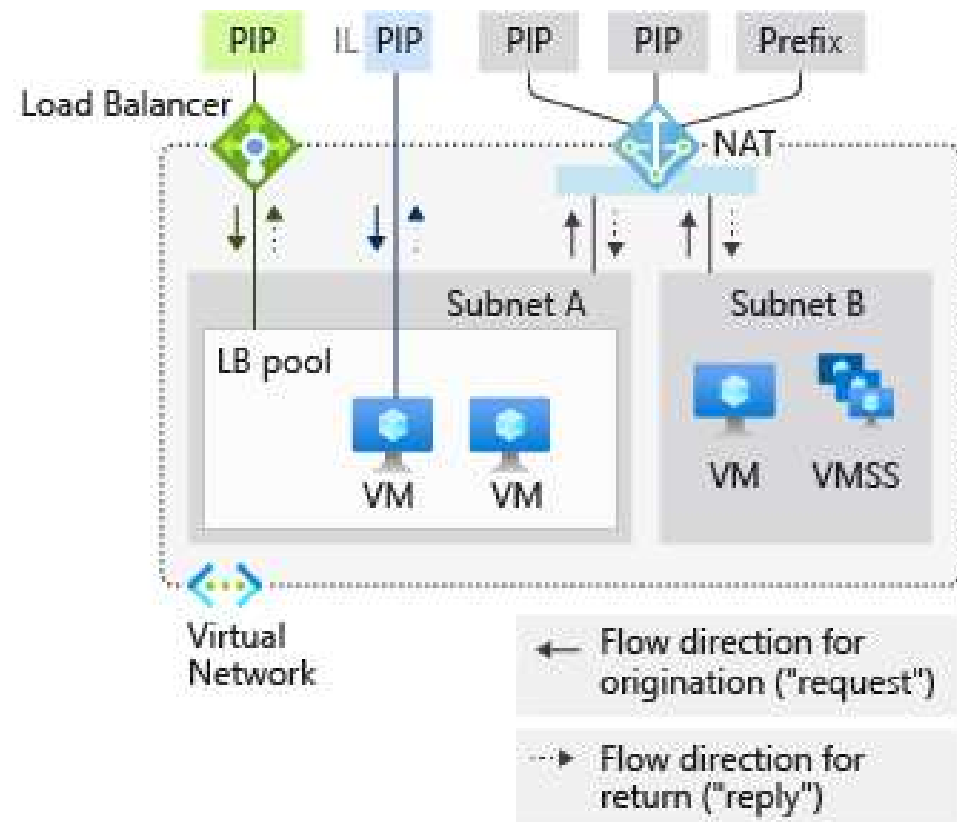 PIP
IL PIP
PIP
PIP
Prefix
Load Balancer
NAT
Subnet A
Subnet B
LB pool
VM
VM
VM
VMSS
Virtual
Network
Flow direction for
origination ("request")
Flow direction for
return ("reply")